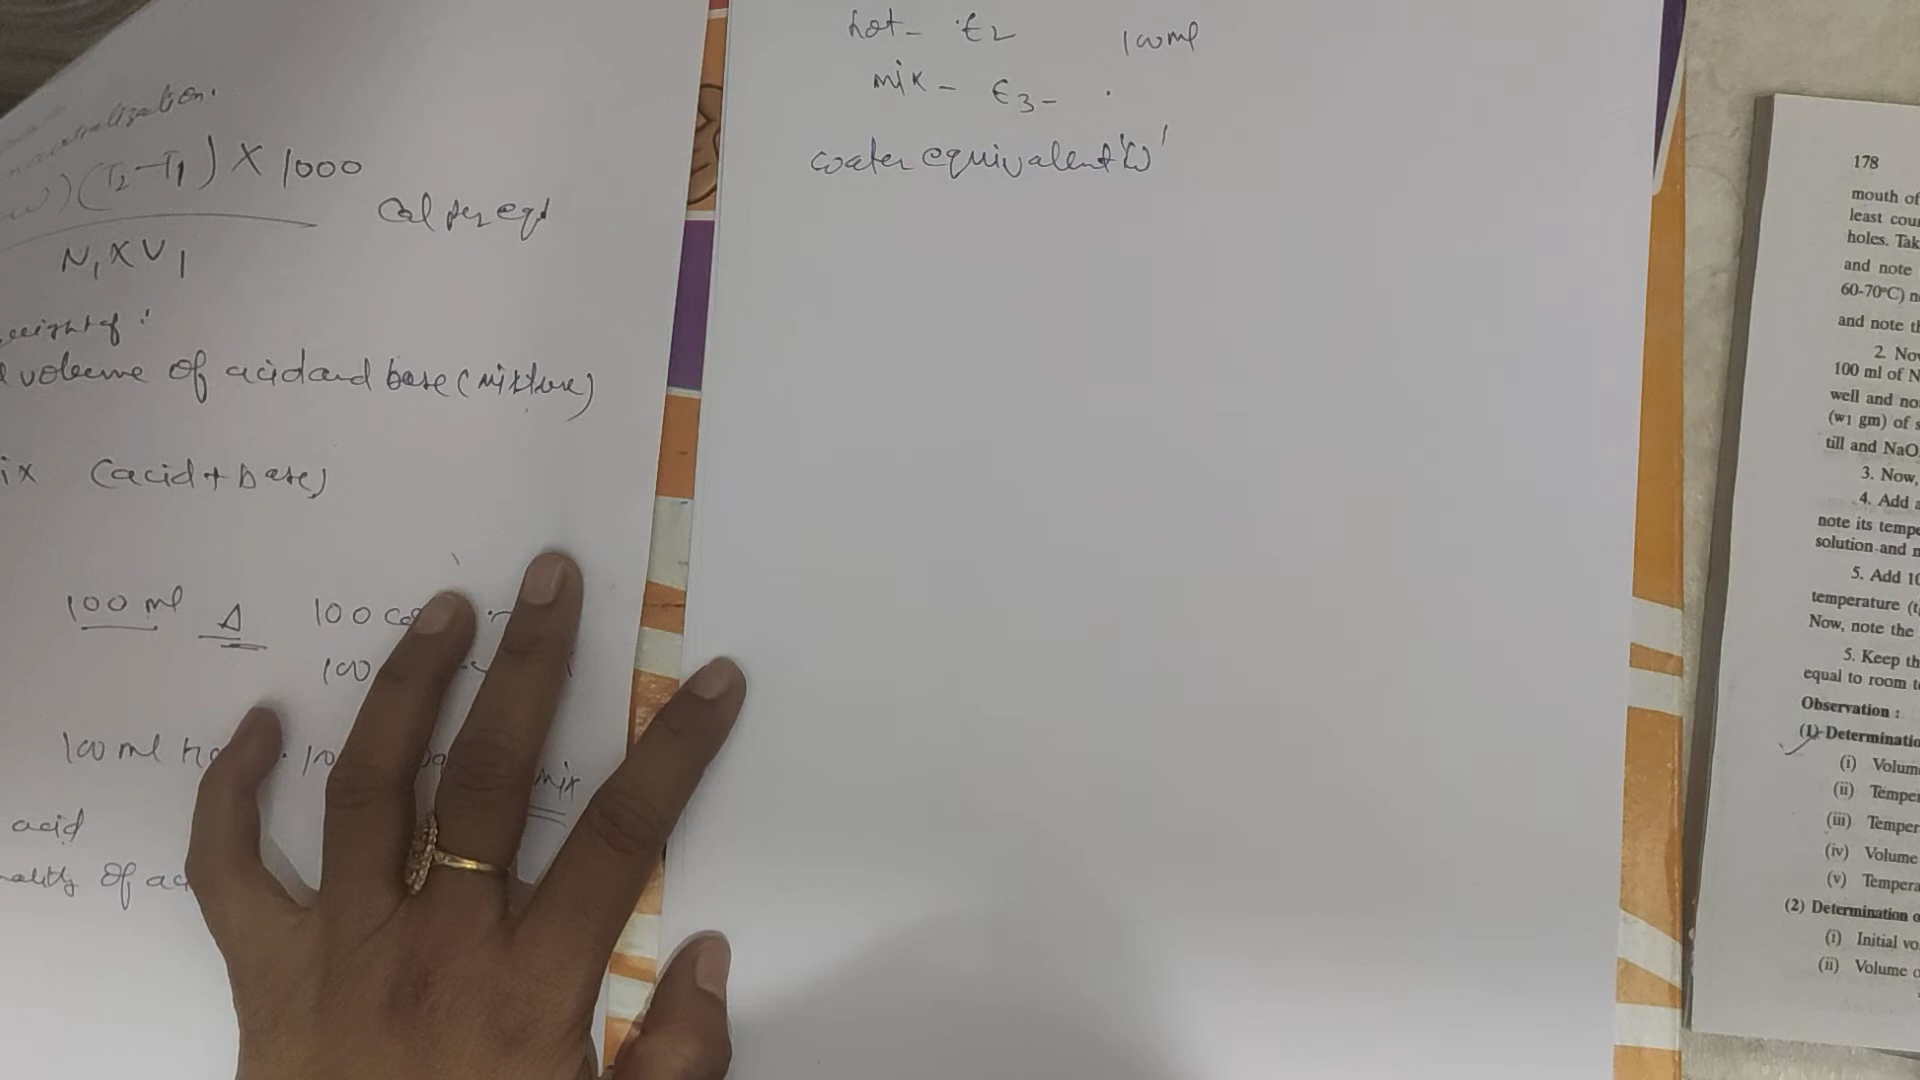 neutralization.
w) (T2-T1) X 1000
N1 X V1
Cal per eqt
weight of :
volume of acid and base (mixture)
ix (acid + base)
100 ml Δ 100
100
100 ml
mix
acid
of
hot - t2 100ml
mix - t3 - .
water equivalent 'W'
178
mouth of
least cou
holes. Tak
and note
60-70°C) n
and note th
2. Nov
100 ml of N
well and no
(w1 gm) of s
till and NaO
3. Now,
4. Add a
note its tempe
solution and n
5. Add 10
temperature (t
Now, note the
5. Keep th
equal to room t
Observation :
(1) Determinatio
(i) Volum
(ii) Temper
(iii) Temper
(iv) Volume
(v) Tempera
(2) Determination o
(i) Initial vo
(ii) Volume o